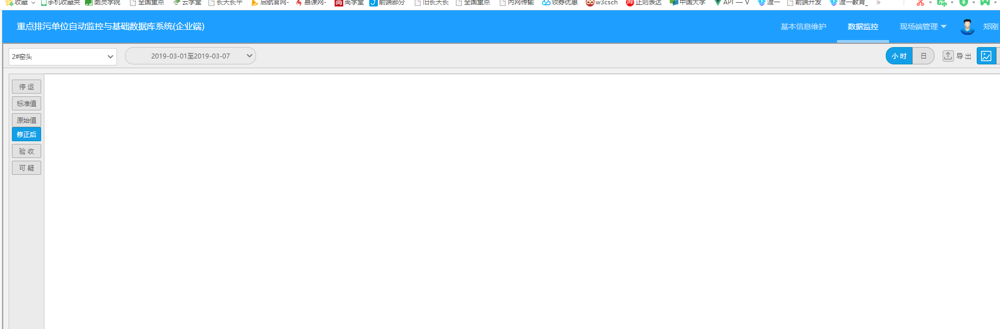 收藏 手机收藏夹 图灵学院 全国重点 云学堂 长天长平 启航官网- 慕课网- 尚学堂 前端部分 旧长天长 全国重点 内网传输 领券优惠 w3csch 正则表达 中国大学 API — V 渡一 前端开发 渡一教育_ »
重点排污单位自动监控与基础数据库系统(企业端) 基本信息维护 数据监控 现场端管理 郑刚
2#窑头 2019-03-01至2019-03-07 小时 日 导出
停运
标准值
原始值
修正后
验收
可疑